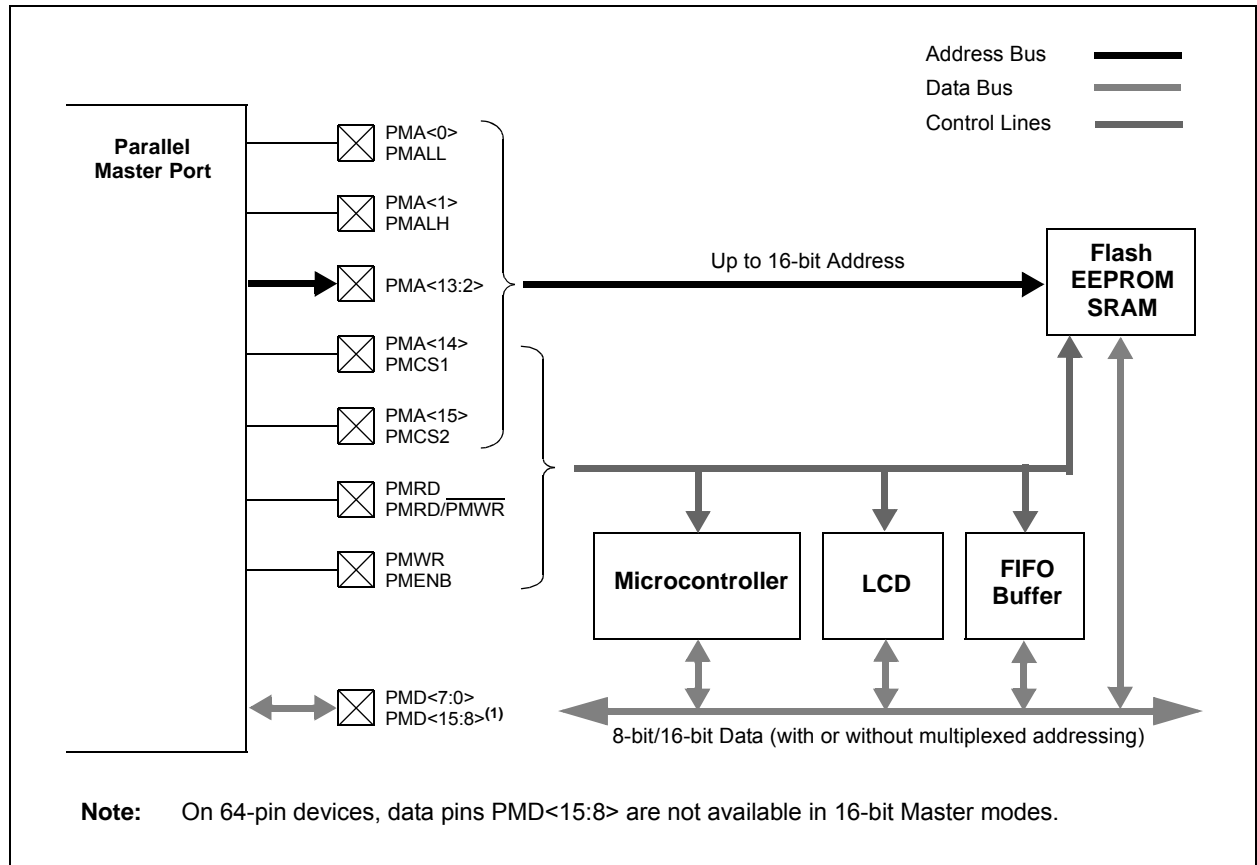 Address Bus
Data Bus
Control Lines
Parallel
Master Port
PMA<0>
PMALL
PMA<1>
PMALH
PMA<13:2>
PMA<14>
PMCS1
PMA<15>
PMCS2
PMRD
PMRD/PMWR
PMWR
PMENB
PMD<7:0>
PMD<15:8>(1)
Up to 16-bit Address
Flash
EEPROM
SRAM
Microcontroller
LCD
FIFO
Buffer
8-bit/16-bit Data (with or without multiplexed addressing)
Note: On 64-pin devices, data pins PMD<15:8> are not available in 16-bit Master modes.